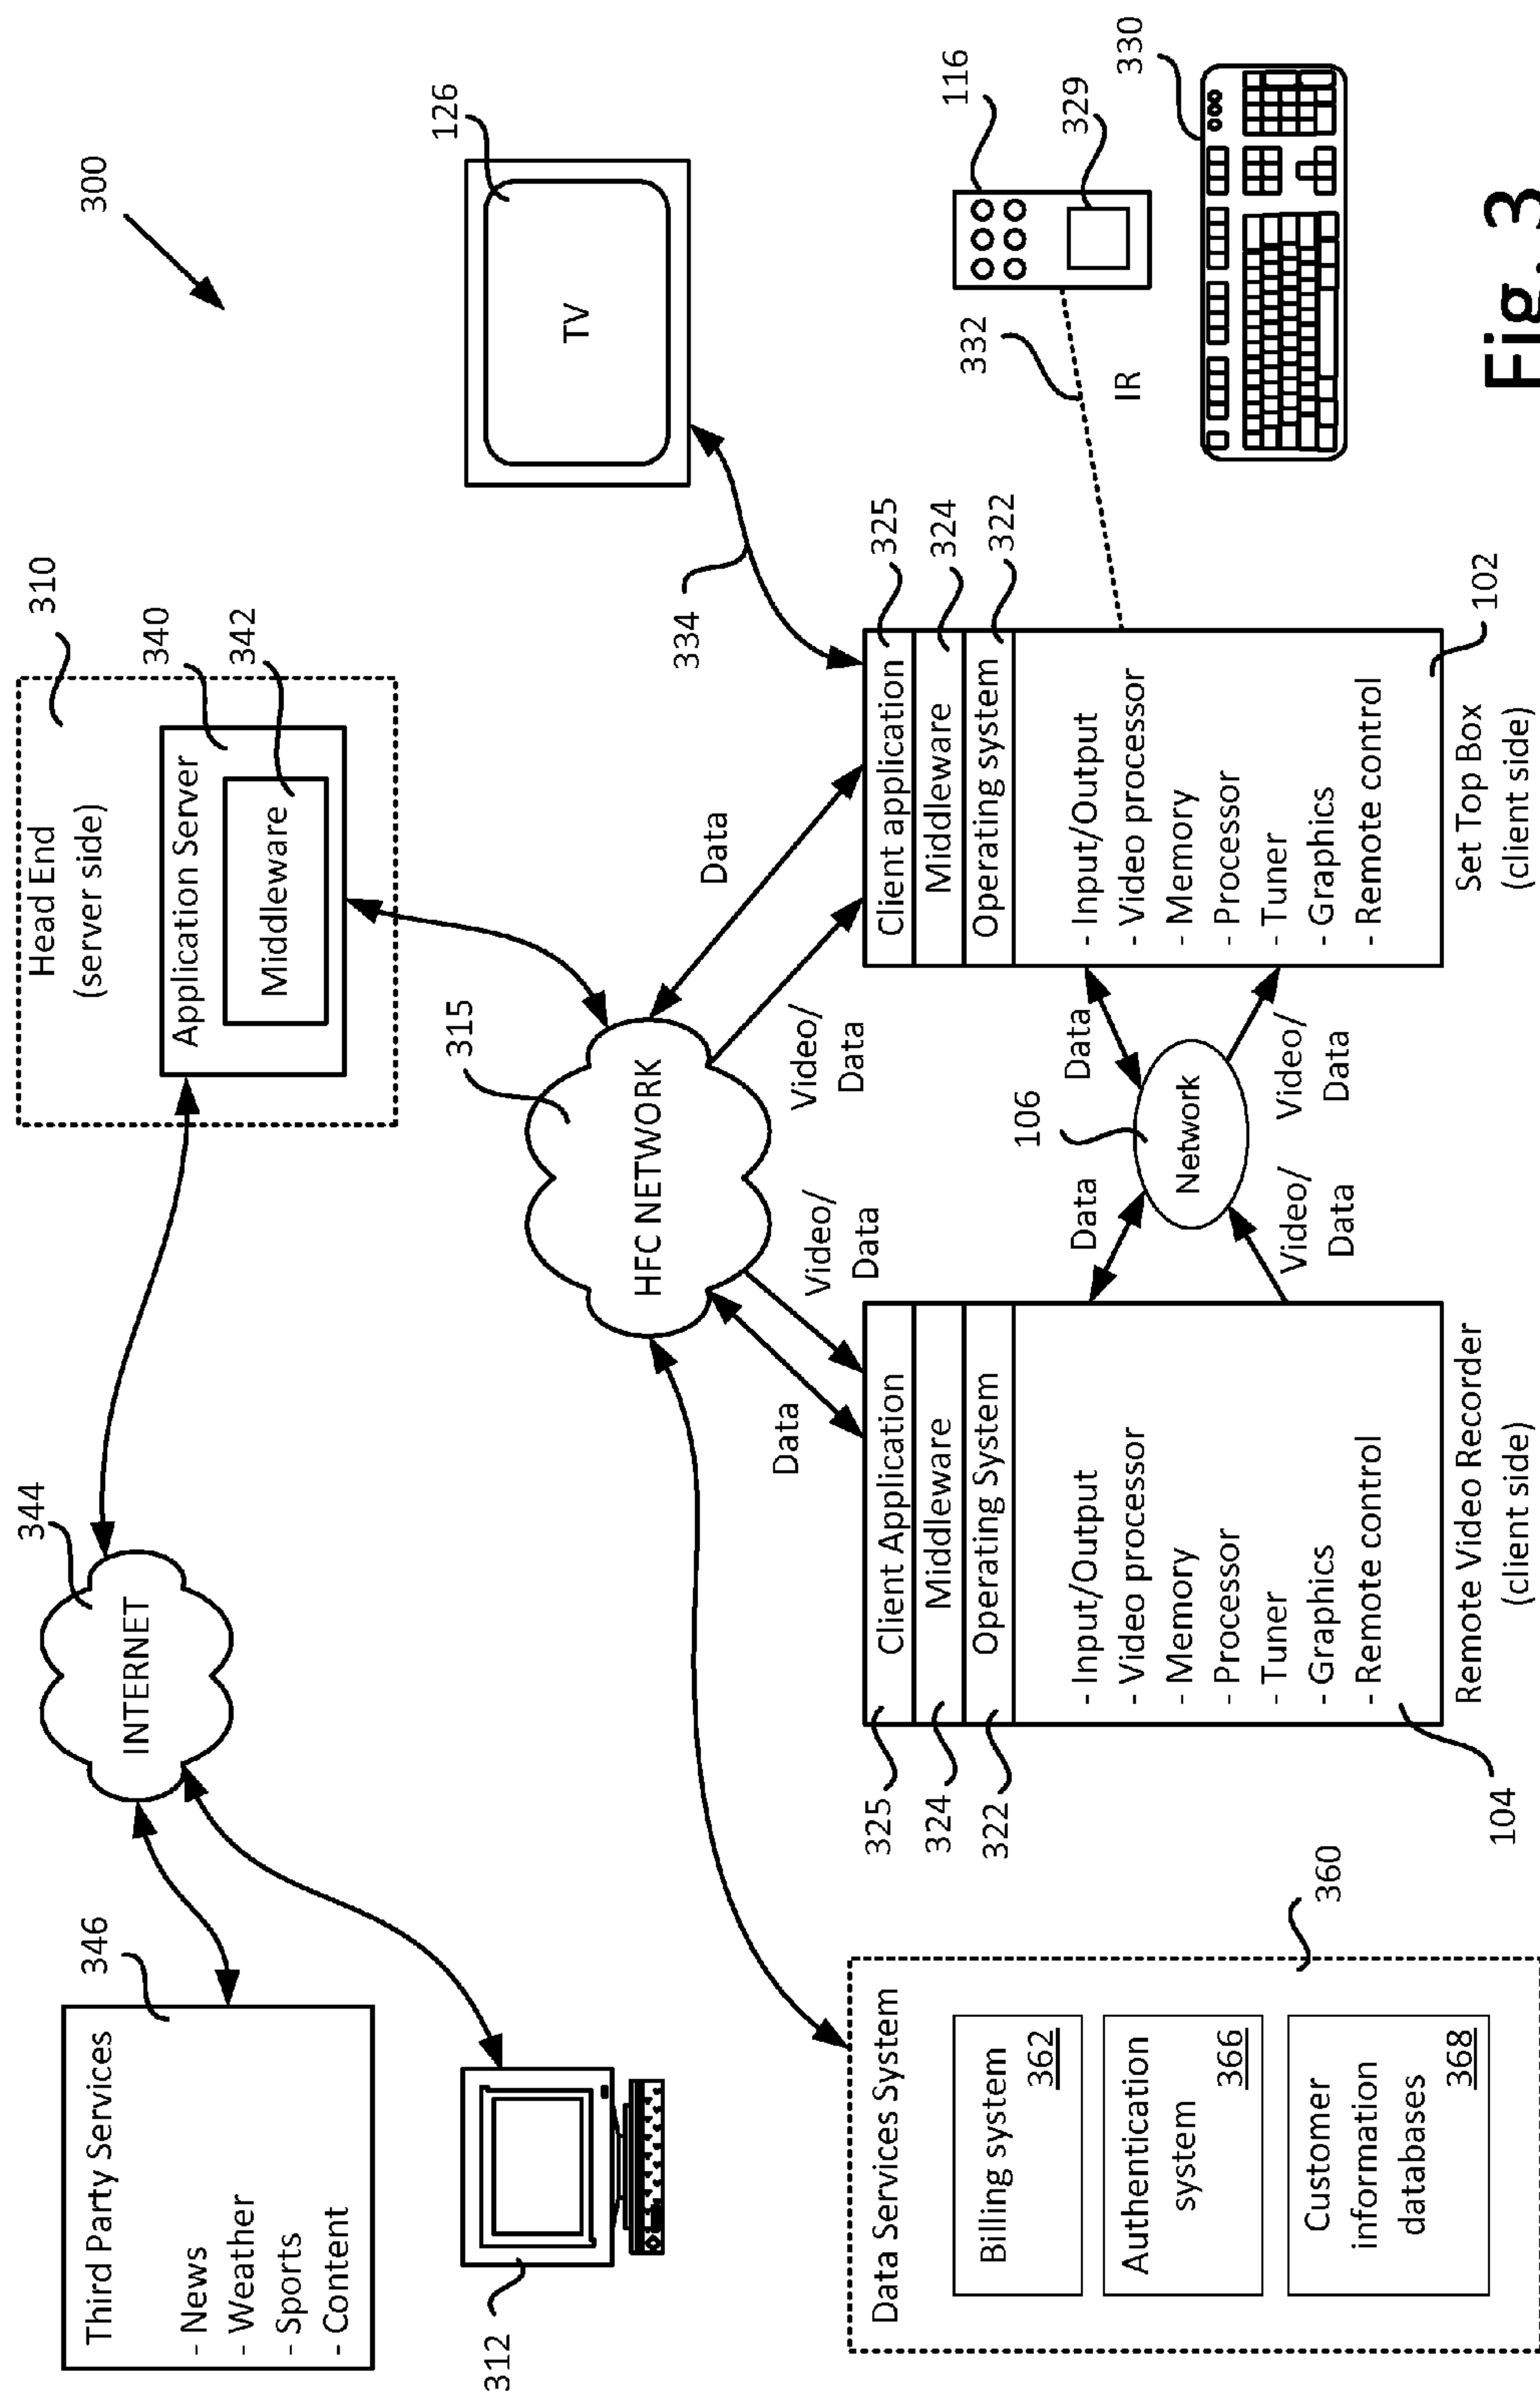 300
Third Party Services
- News
- Weather
- Sports
- Content
346
INTERNET
344
Head End
(server side)
310
Application Server
340
Middleware
342
312
HFC NETWORK
315
TV
126
334
Data
Video/
Data
Video/
Data
Data
Data Services System
Billing system
362
Authentication
system
366
Customer
information
databases
368
360
325
324
322
Client Application
Middleware
Operating System
- Input/Output
- Video processor
- Memory
- Processor
- Tuner
- Graphics
- Remote control
104
Remote Video Recorder
(client side)
Data
Video/
Data
106
Network
Data
Video/
Data
Client application
Middleware
Operating system
325
324
322
- Input/Output
- Video processor
- Memory
- Processor
- Tuner
- Graphics
- Remote control
102
Set Top Box
(client side)
332
IR
116
329
330
Fig. 3